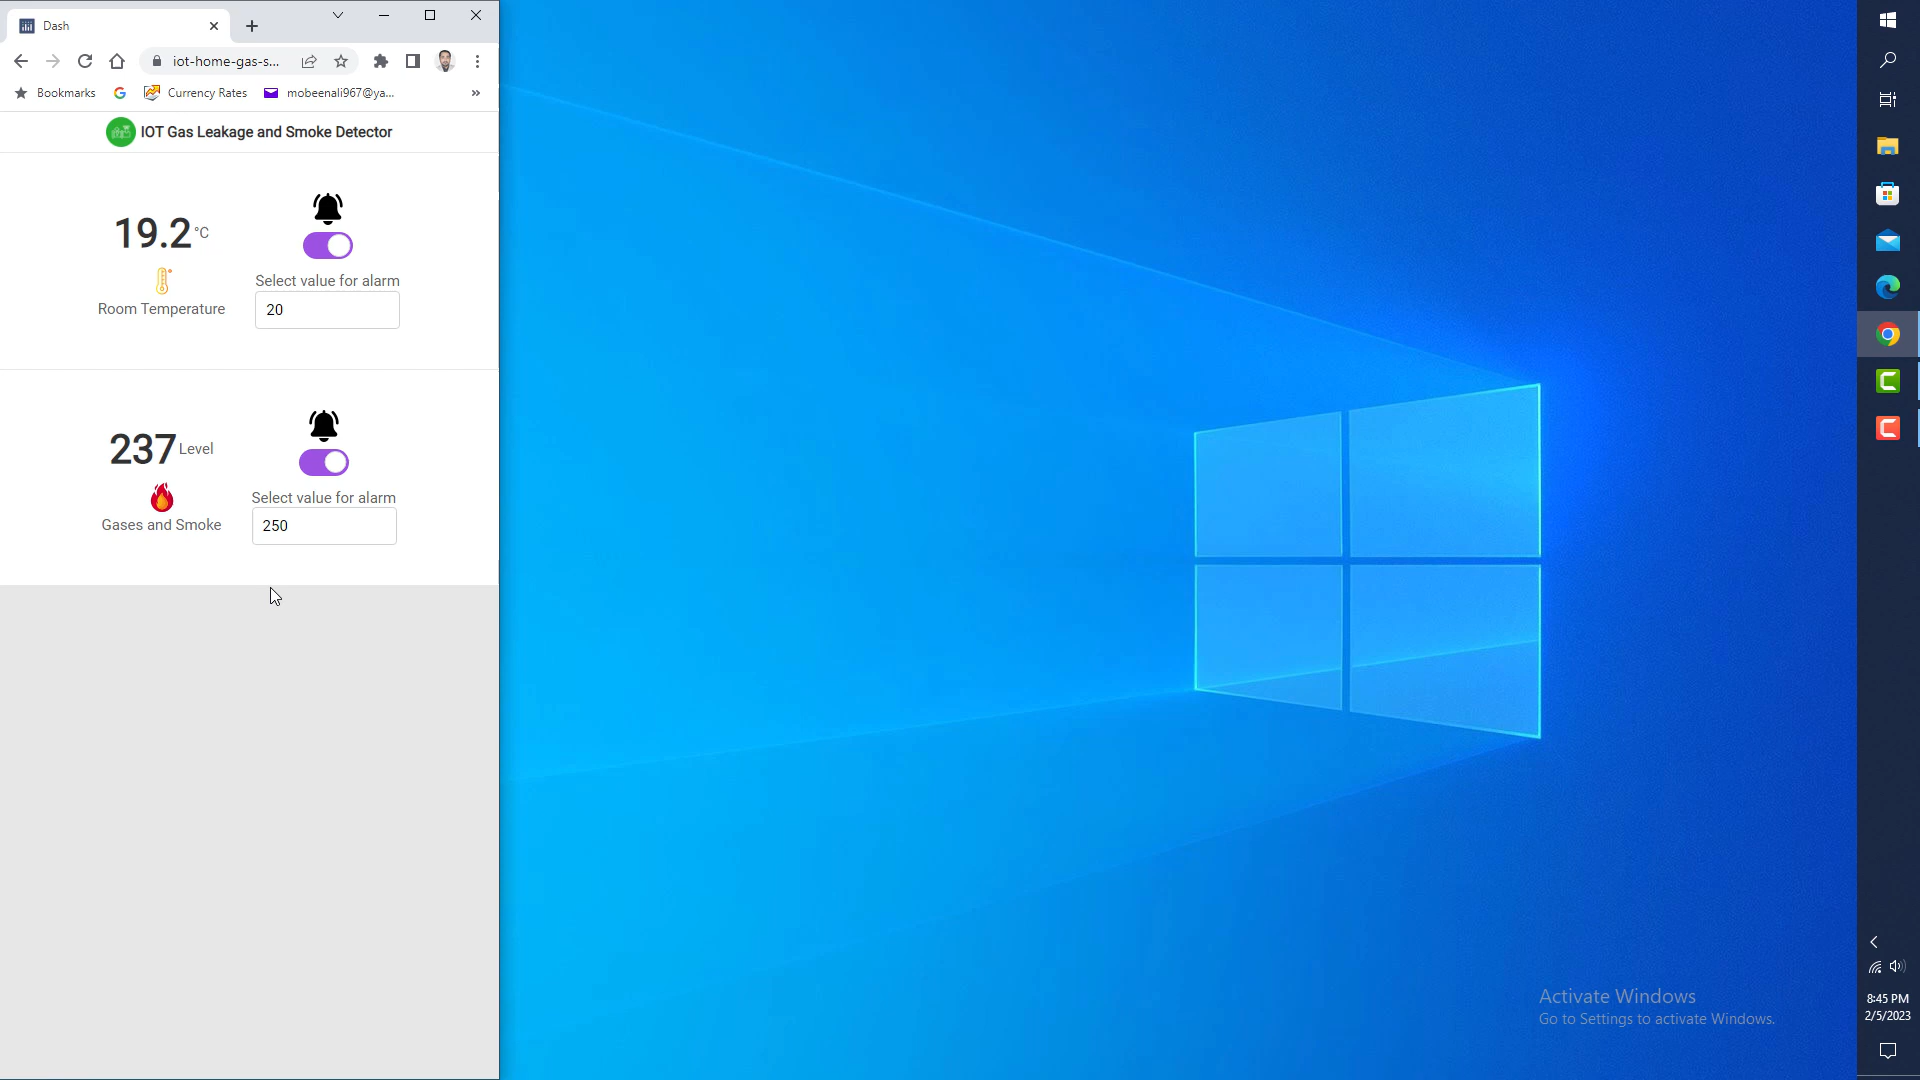 Dash
iot-home-gas-s...
Bookmarks
Currency Rates
mobeenali967@ya...
»
IOT Gas Leakage and Smoke Detector
19.2 °C
Select value for alarm
Room Temperature
20
237 Level
Select value for alarm
Gases and Smoke
250
Activate Windows
Go to Settings to activate Windows.
8:45 PM
2/5/2023